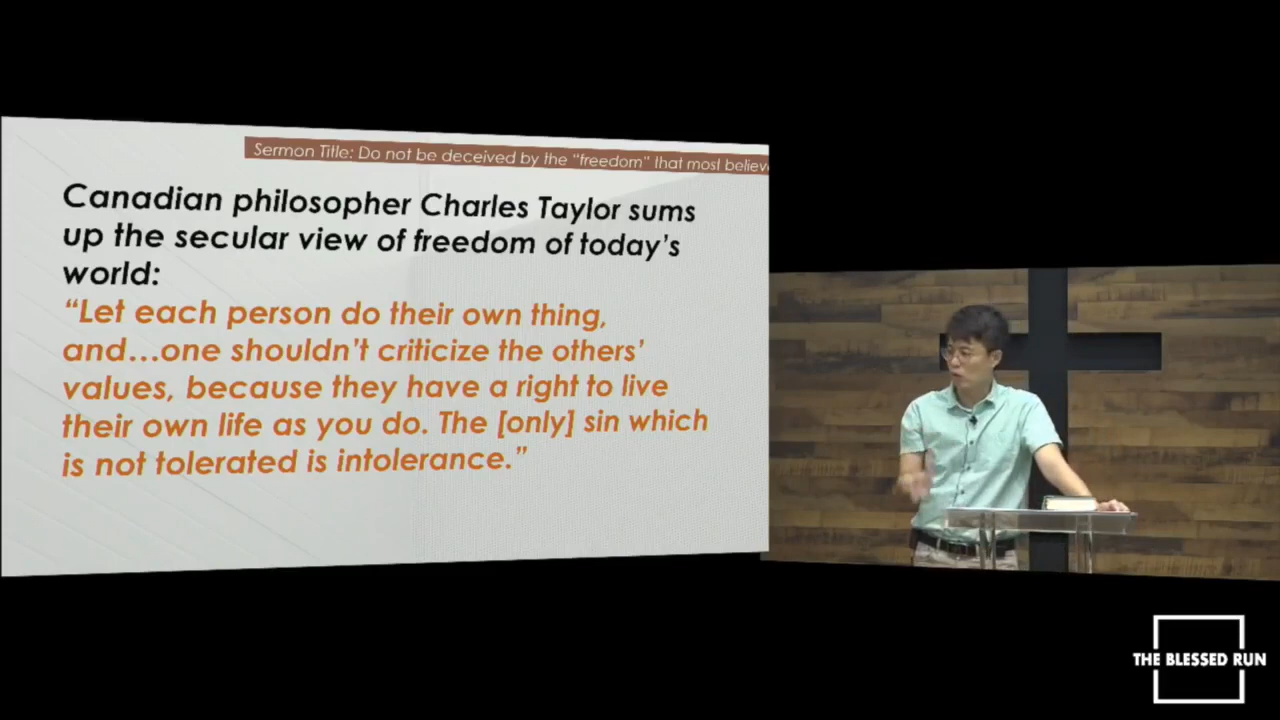 Sermon Title: Do not be deceived by the “freedom” that most
Canadian philosopher Charles Taylor sums
up the secular view of freedom of today’s
world:
“Let each person do their own thing,
and…one shouldn’t criticize the others’
values, because they have a right to live
their own life as you do. The [only] sin which
is not tolerated is intolerance.”
THE BLESSED RUN